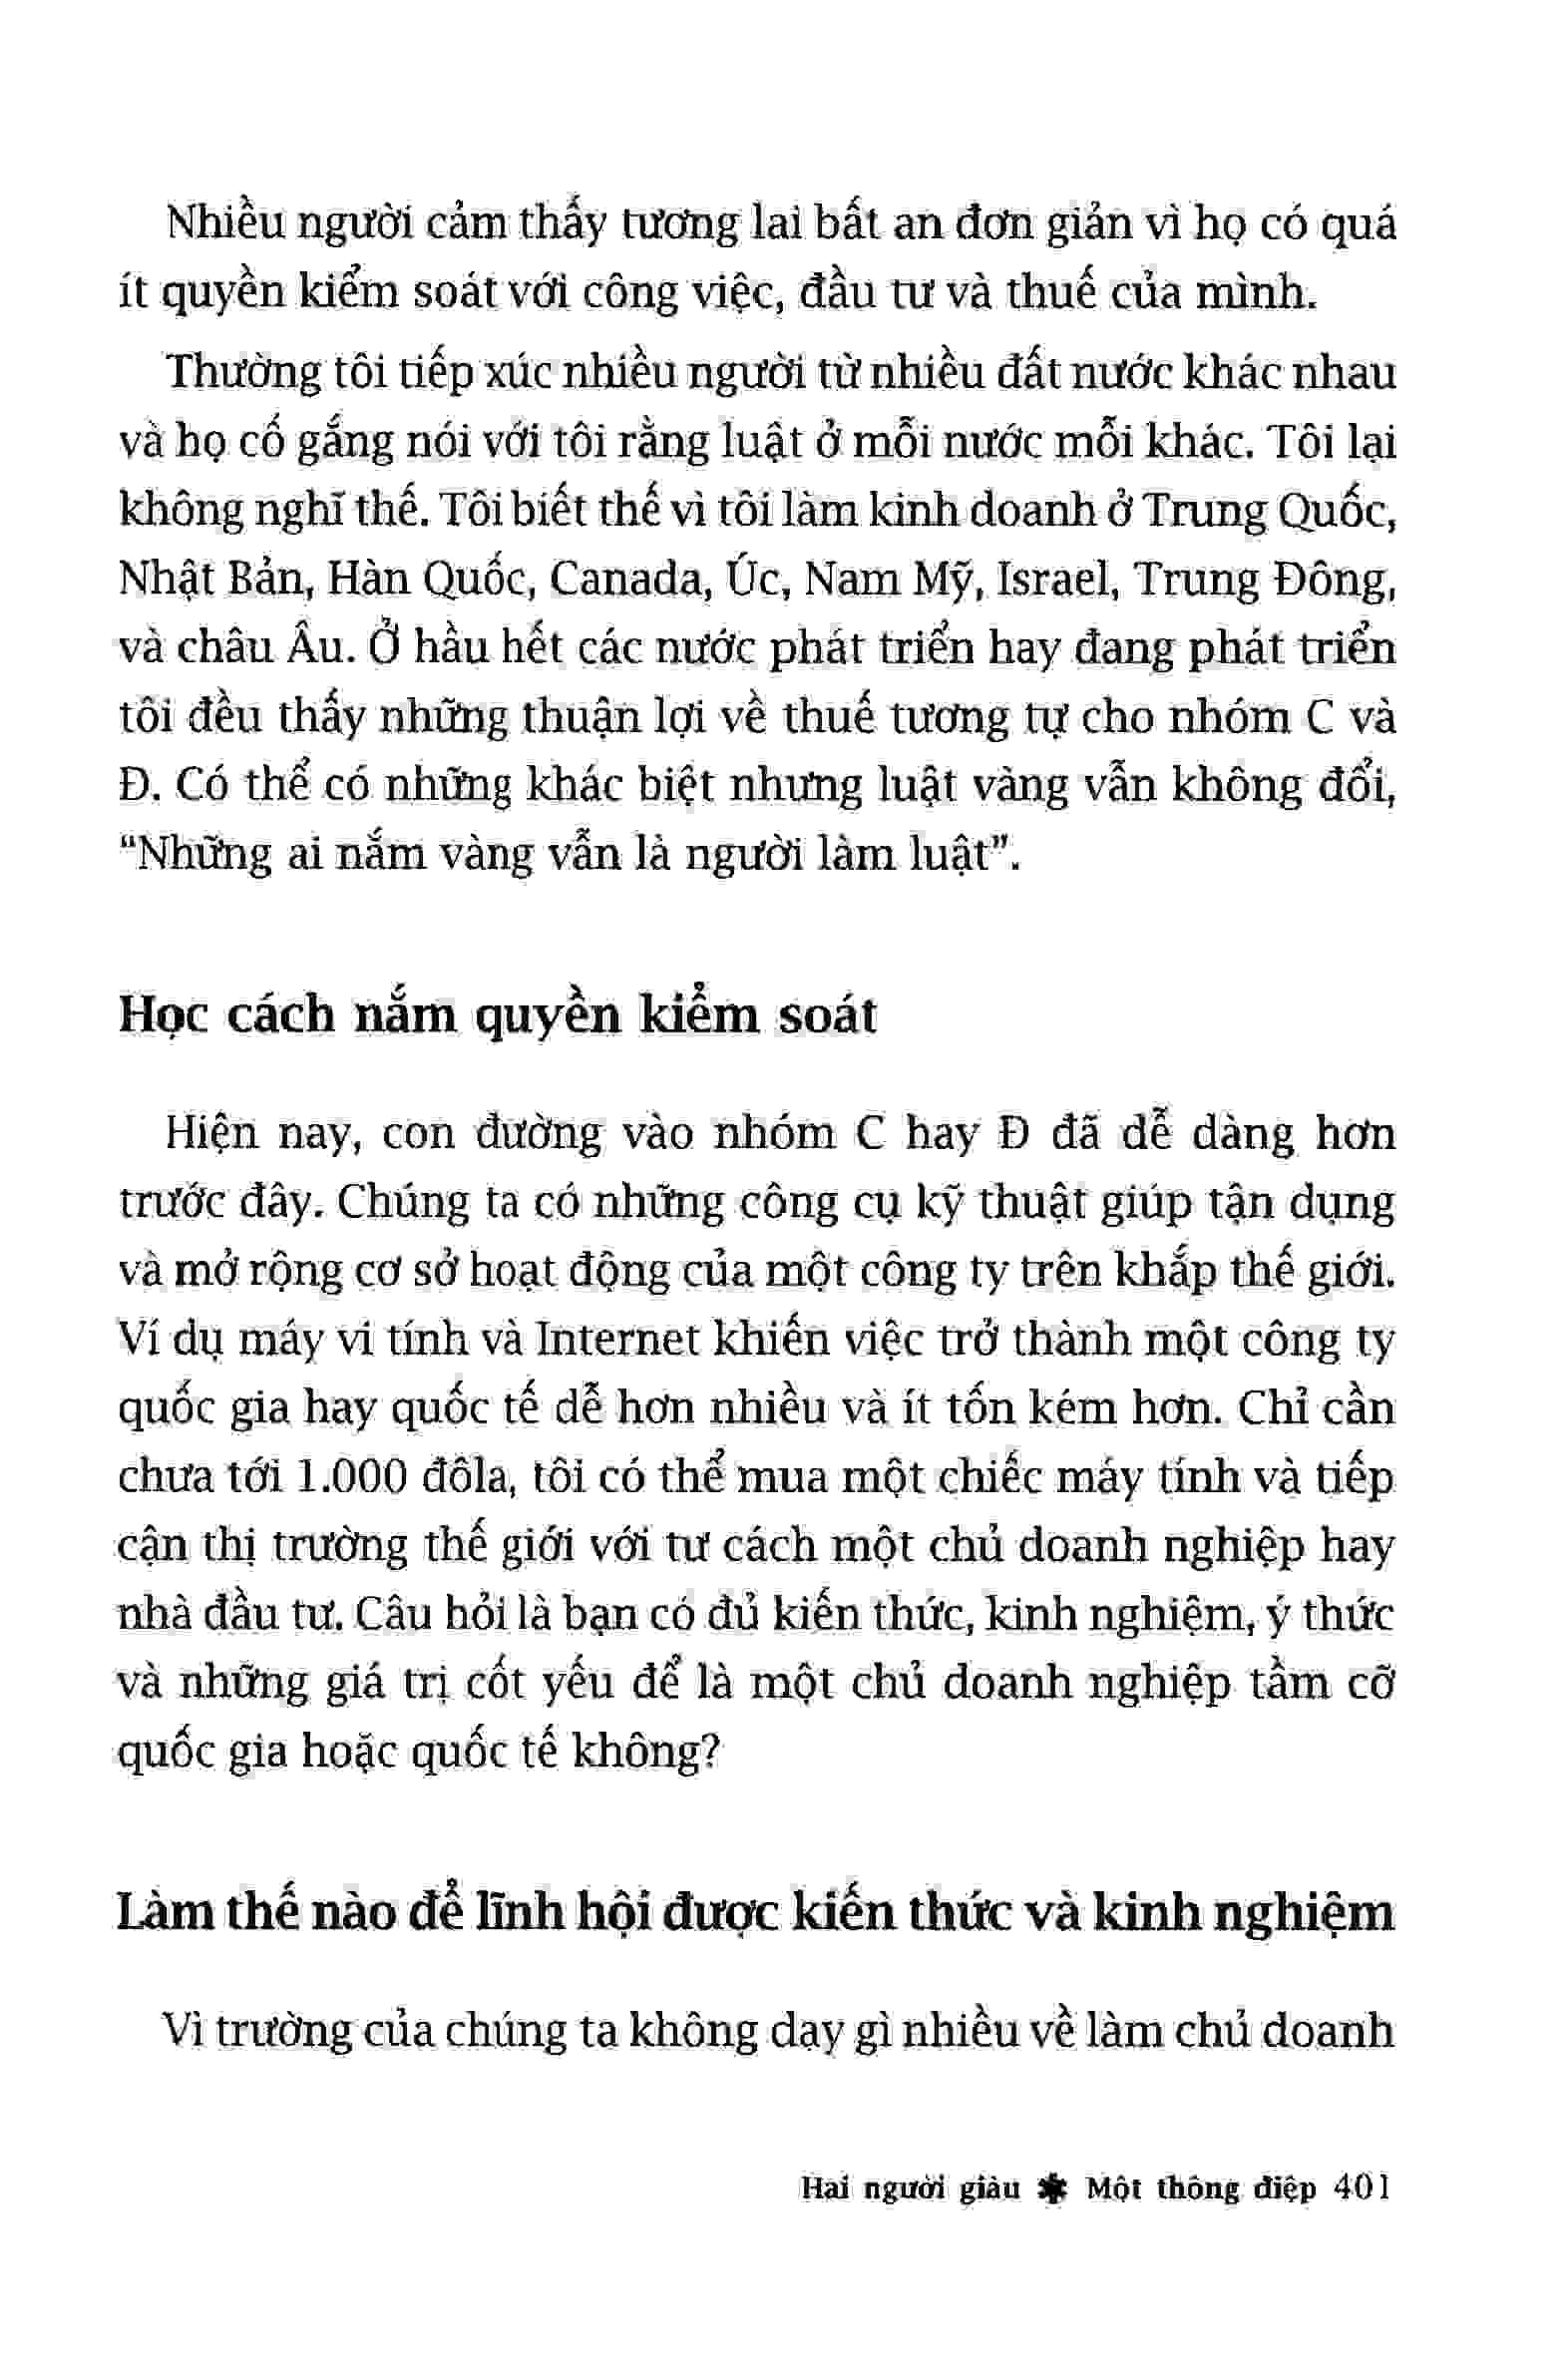 Nhiều người cảm thấy tương lai bất an đơn giản vì họ có quá
ít quyền kiểm soát với công việc, đầu tư và thuế của mình.
Thường tôi tiếp xúc nhiều người từ nhiều đất nước khác nhau
và họ cố gắng nói với tôi rằng luật ở mỗi nước mỗi khác. Tôi lại
không nghĩ thế. Tôi biết thế vì tôi làm kinh doanh ở Trung Quốc,
Nhật Bản, Hàn Quốc, Canada, Úc, Nam Mỹ, Israel, Trung Đông,
và châu Âu. Ở hầu hết các nước phát triển hay đang phát triển
tôi đều thấy những thuận lợi về thuế tương tự cho nhóm C và
Đ. Có thể có những khác biệt nhưng luật vàng vẫn không đổi,
“Những ai nắm vàng vẫn là người làm luật”.
Học cách nắm quyền kiểm soát
Hiện nay, con đường vào nhóm C hay Đ đã dễ dàng hơn
trước đây. Chúng ta có những công cụ kỹ thuật giúp tận dụng
và mở rộng cơ sở hoạt động của một công ty trên khắp thế giới.
Ví dụ máy vi tính và Internet khiến việc trở thành một công ty
quốc gia hay quốc tế dễ hơn nhiều và ít tốn kém hơn. Chỉ cần
chưa tới 1.000 đôla, tôi có thể mua một chiếc máy tính và tiếp
cận thị trường thế giới với tư cách một chủ doanh nghiệp hay
nhà đầu tư. Câu hỏi là bạn có đủ kiến thức, kinh nghiệm, ý thức
và những giá trị cốt yếu để là một chủ doanh nghiệp tầm cỡ
quốc gia hoặc quốc tế không?
Làm thế nào để lĩnh hội được kiến thức và kinh nghiệm
Vì trường của chúng ta không dạy gì nhiều về làm chủ doanh
Hai người giàu ✱ Một thông điệp 401